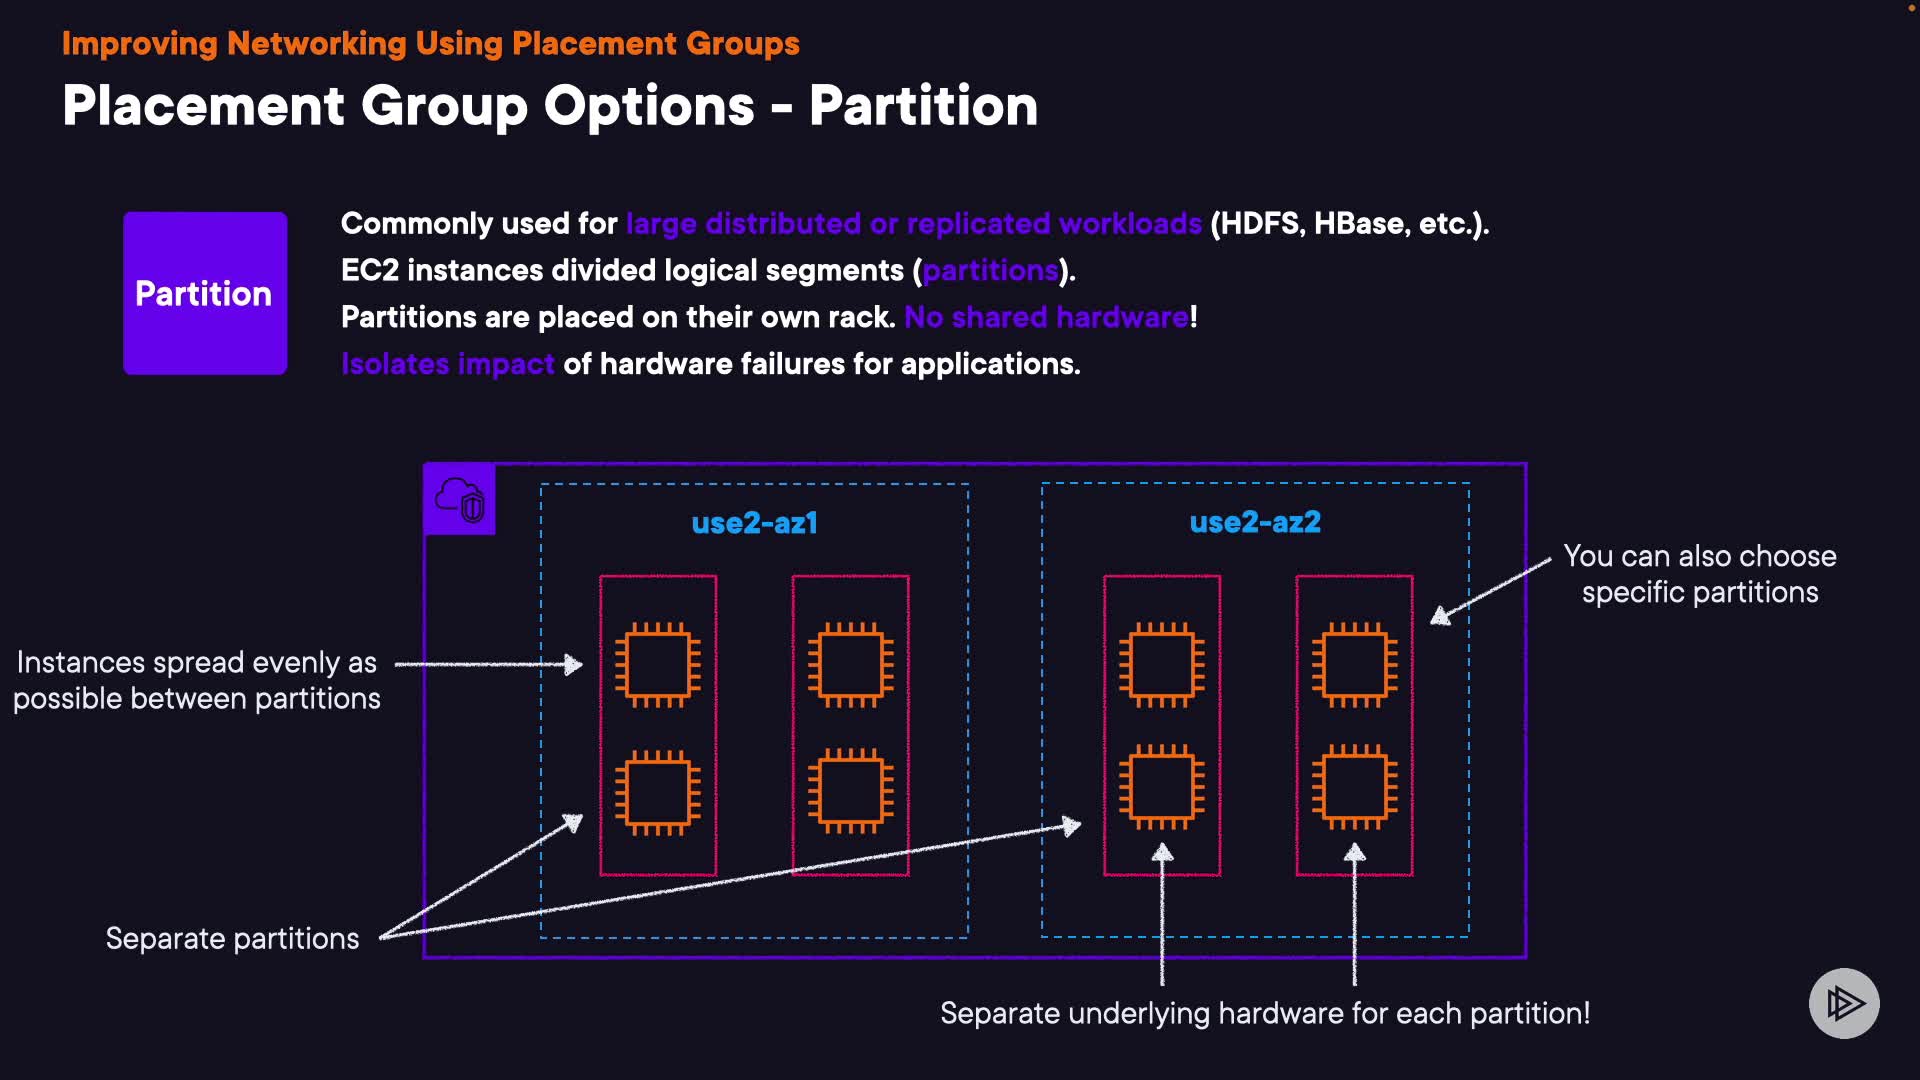 Improving Networking Using Placement Groups
Placement Group Options - Partition
Partition
Commonly used for large distributed or replicated workloads (HDFS, HBase, etc.).
EC2 instances divided logical segments (partitions).
Partitions are placed on their own rack. No shared hardware!
Isolates impact of hardware failures for applications.
use2-az1
use2-az2
You can also choose
specific partitions
Instances spread evenly as
possible between partitions
Separate partitions
Separate underlying hardware for each partition!